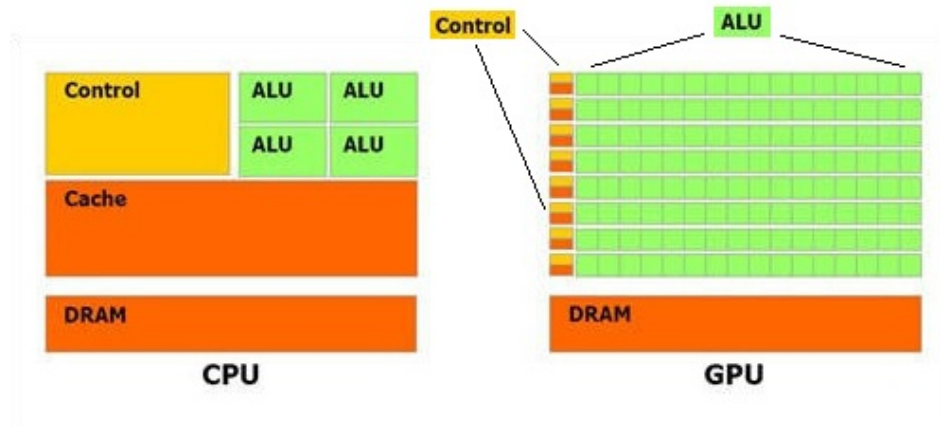 Control
ALU
Control
ALU
ALU
ALU
ALU
Cache
DRAM
DRAM
CPU
GPU